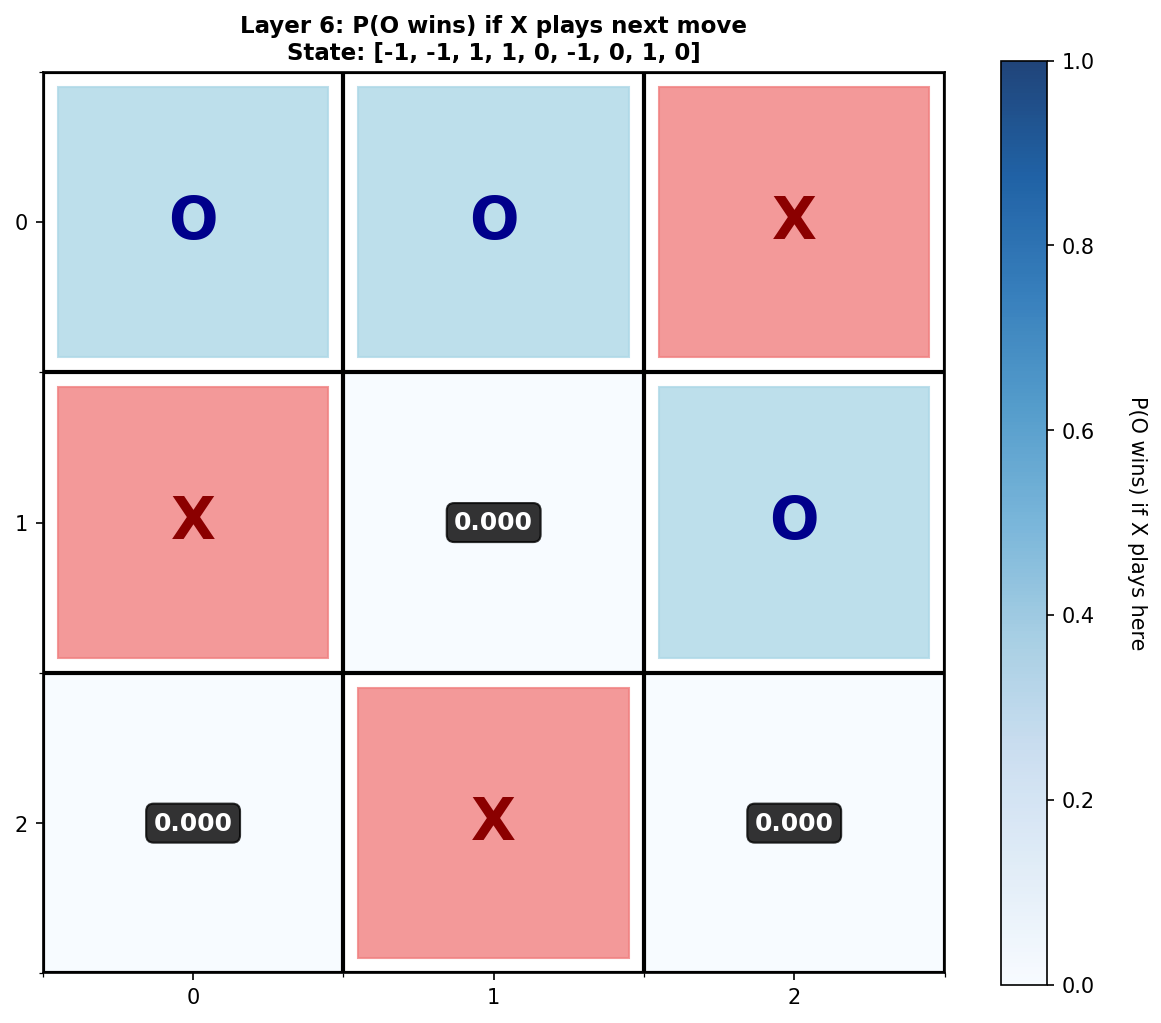 Layer 6: P(O wins) if X plays next move
State: [-1, -1, 1, 1, 0, -1, 0, 1, 0]
0
O
O
X
1
X
0.000
O
2
0.000
X
0.000
0
1
2
1.0
0.8
0.6
0.4
0.2
0.0
P(O wins) if X plays here